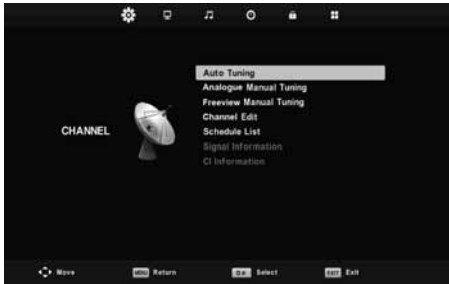 Auto Tuning
Analogue Manual Tuning
Freeview Manual Tuning
Channel Edit
CHANNEL
Schedule List
Signal Information
CI Information
Move
MENU Return
OK Select
EXIT Exit